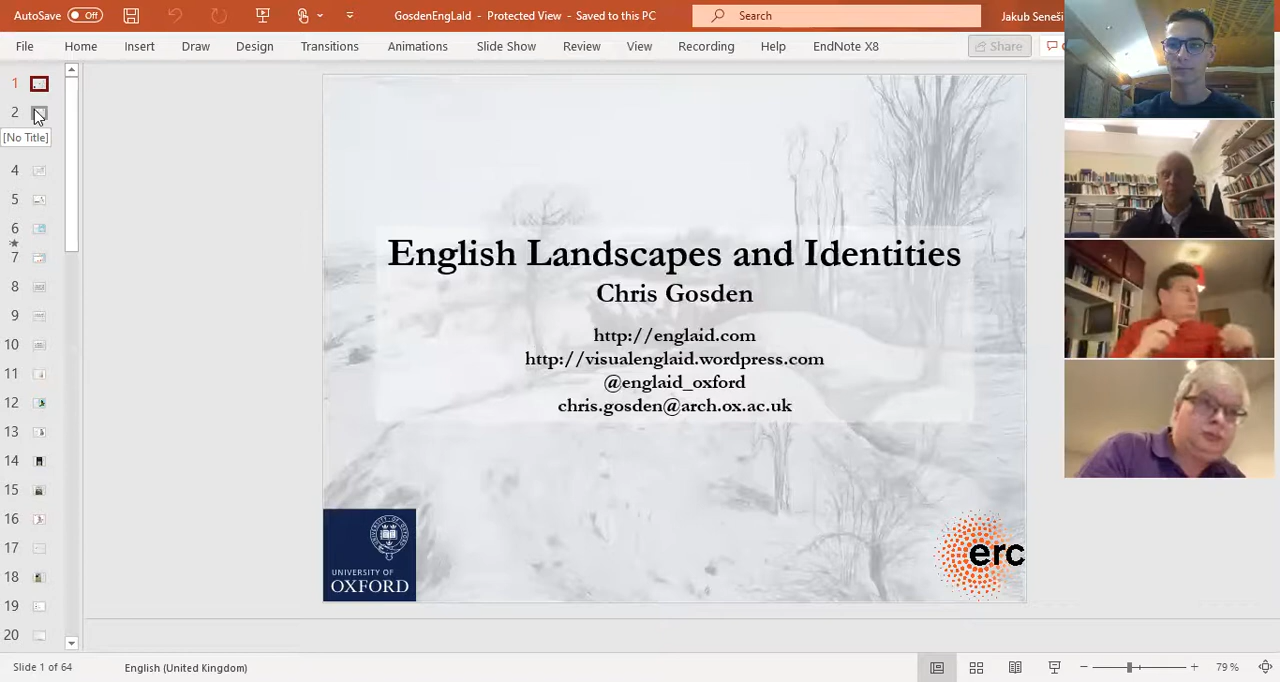 AutoSave Off GosdenEngLaId - Protected View - Saved to this PC Search Jakub Seneši
File Home Insert Draw Design Transitions Animations Slide Show Review View Recording Help EndNote X8 Share
1
2
[No Title]
4
5
6
7
8
9
10
11
12
13
14
15
16
17
18
19
20
English Landscapes and Identities
Chris Gosden
http://englaid.com
http://visualenglaid.wordpress.com
@englaid_oxford
chris.gosden@arch.ox.ac.uk
UNIVERSITY OF
OXFORD
erc
Slide 1 of 64 English (United Kingdom) 79 %